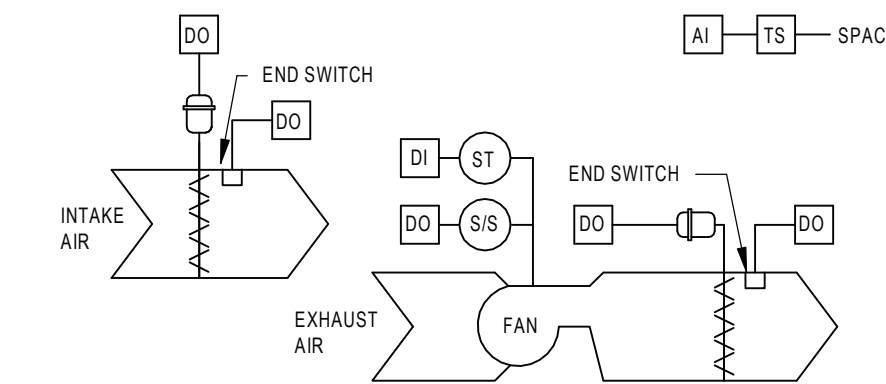 DO
AI
TS
SPAC
END SWITCH
DO
DI
ST
END SWITCH
INTAKE
AIR
DO
S/S
DO
DO
EXHAUST
AIR
FAN